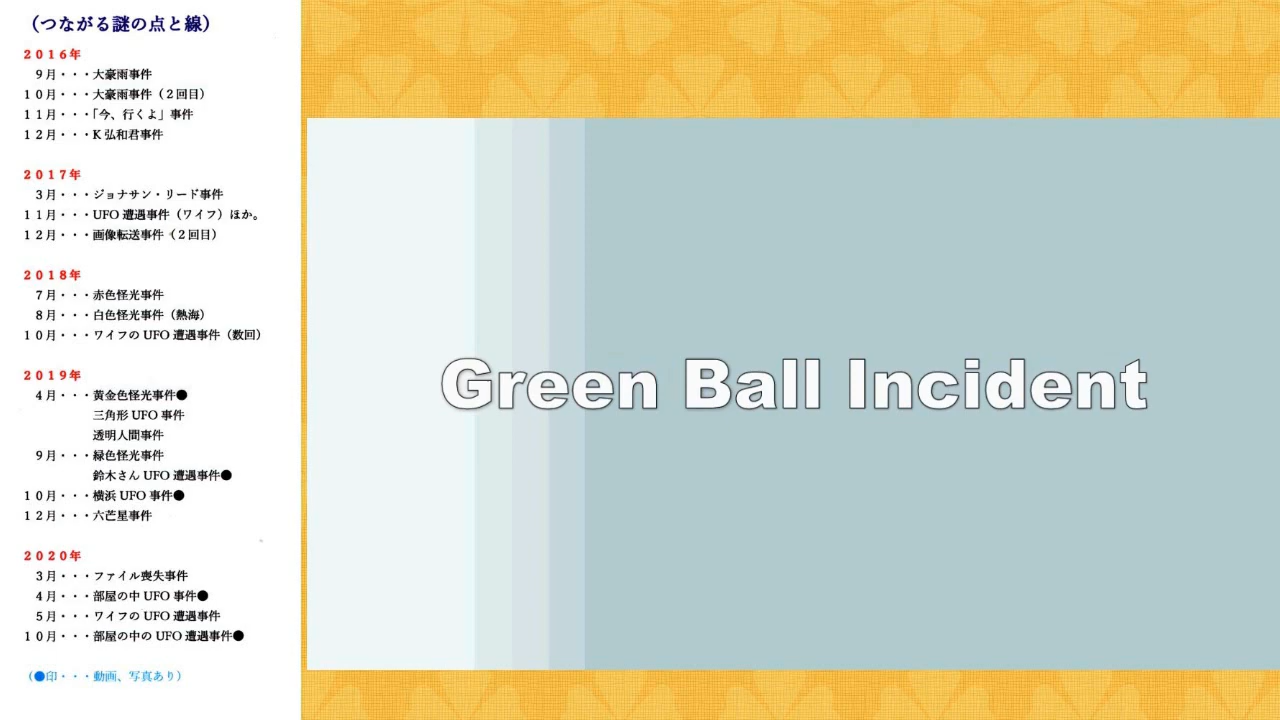 （つながる謎の点と線）
２０１６年
９月・・・大豪雨事件
１０月・・・大豪雨事件（２回目）
１１月・・・「今、行くよ」事件
１２月・・・K 弘和君事件
２０１７年
３月・・・ジョナサン・リード事件
１１月・・・UFO 遭遇事件（ワイフ）ほか。
１２月・・・画像転送事件（２回目）
２０１８年
７月・・・赤色怪光事件
８月・・・白色怪光事件（熱海）
１０月・・・ワイフの UFO 遭遇事件（数回）
２０１９年
４月・・・黄金色怪光事件●
三角形 UFO 事件
透明人間事件
９月・・・緑色怪光事件
鈴木さん UFO 遭遇事件●
１０月・・・横浜 UFO 事件●
１２月・・・六芒星事件
２０２０年
３月・・・ファイル喪失事件
４月・・・部屋の中 UFO 事件●
５月・・・ワイフの UFO 遭遇事件
１０月・・・部屋の中の UFO 遭遇事件●
（●印・・・動画、写真あり）
Green Ball Incident